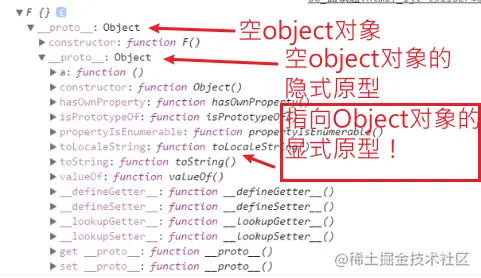 F {}
__proto__: Object
空object对象
constructor: function F()
__proto__: Object
空object对象的
隐式原型
a: function ()
constructor: function Object()
hasOwnProperty: function hasOwnProperty()
isPrototypeOf: function isPrototypeOf
指向Object对象的
显式原型！
propertyIsEnumerable: function propertyIsEnumerable()
toLocaleString: function toLocaleString()
toString: function toString()
valueOf: function valueOf()
__defineGetter__: function __defineGetter__()
__defineSetter__: function __defineSetter__()
__lookupGetter__: function __lookupGetter__()
__lookupSetter__: function __lookupSetter__()
get __proto__: function __proto__()
set __proto__: function __proto__()
@稀土掘金技术社区